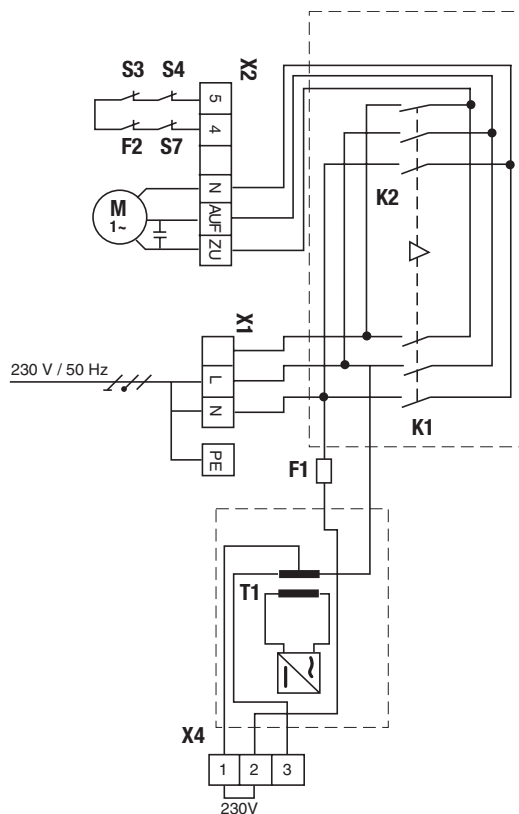 S3 S4
X2
5
4
F2 S7
N
AUF
ZU
M
1~
K2
X1
230 V / 50 Hz
L
N
PE
K1
F1
T1
X4
1 2 3
230V